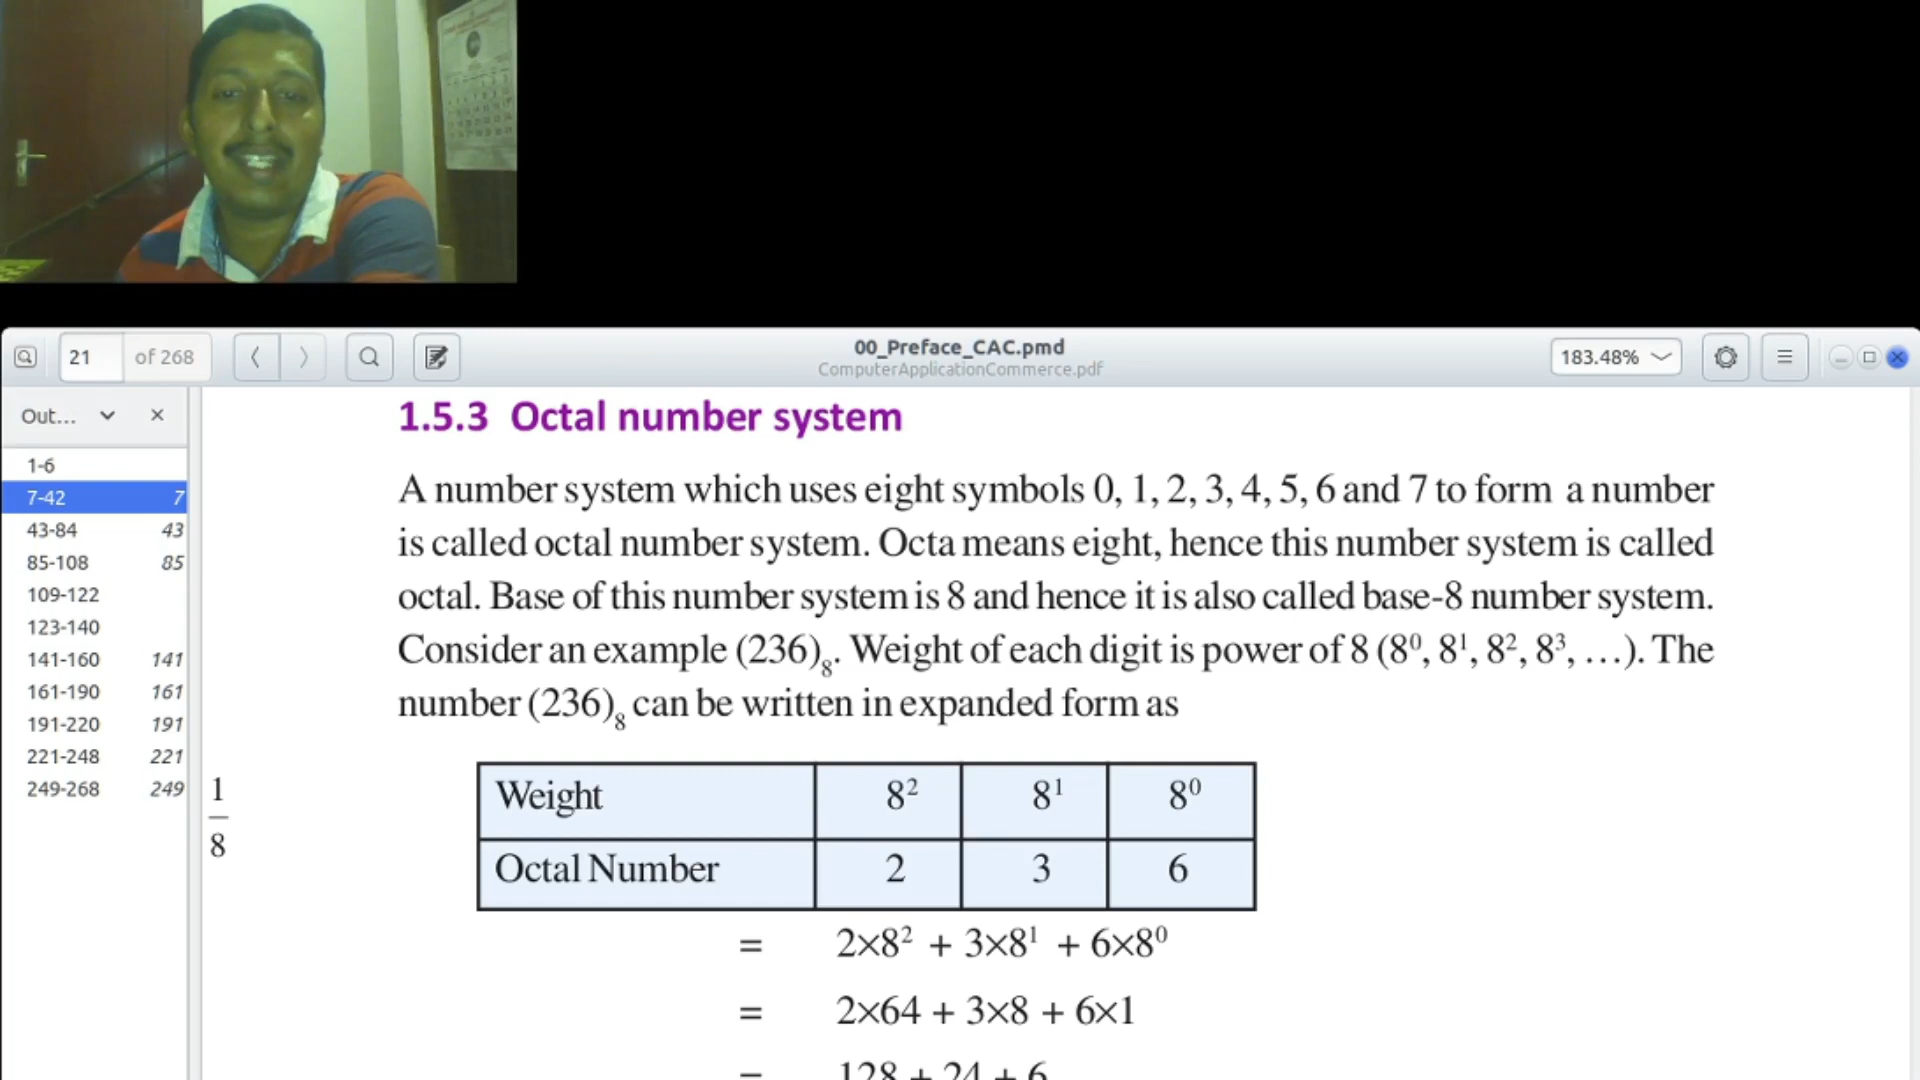 21 of 268
00_Preface_CAC.pmd
ComputerApplicationCommerce.pdf
183.48%
Out...
1-6
7-42 7
43-84 43
85-108 85
109-122
123-140
141-160 141
161-190 161
191-220 191
221-248 221
249-268 249
1.5.3 Octal number system
A number system which uses eight symbols 0, 1, 2, 3, 4, 5, 6 and 7 to form a number
is called octal number system. Octa means eight, hence this number system is called
octal. Base of this number system is 8 and hence it is also called base-8 number system.
Consider an example (236)₈. Weight of each digit is power of 8 (8⁰, 8¹, 8², 8³, …). The
number (236)₈ can be written in expanded form as
1
8
Weight 8² 8¹ 8⁰
Octal Number 2 3 6
= 2×8² + 3×8¹ + 6×8⁰
= 2×64 + 3×8 + 6×1
= 128 + 24 + 6